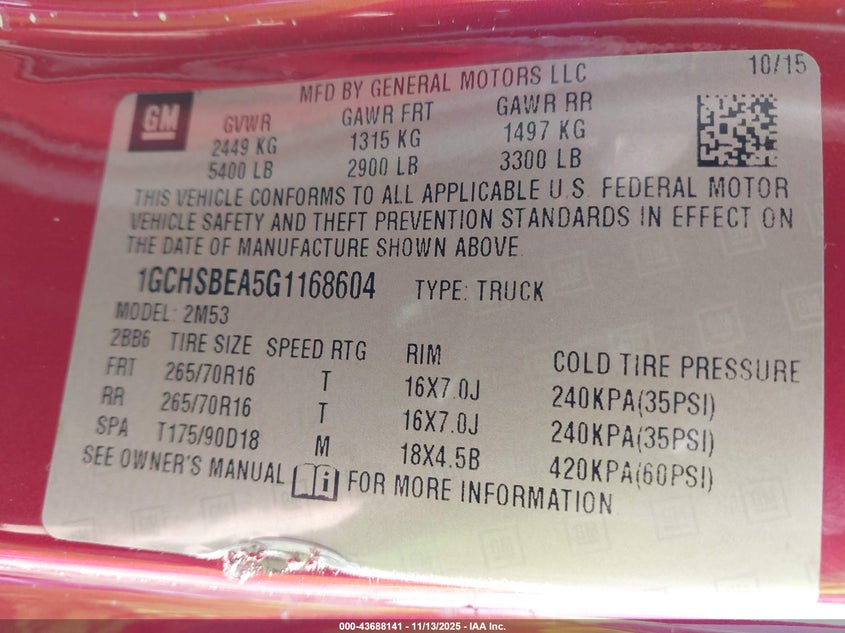 10/15
MFD BY GENERAL MOTORS LLC
GM
GVWR GAWR FRT GAWR RR
2449 KG 1315 KG 1497 KG
5400 LB 2900 LB 3300 LB
THIS VEHICLE CONFORMS TO ALL APPLICABLE U.S. FEDERAL MOTOR
VEHICLE SAFETY AND THEFT PREVENTION STANDARDS IN EFFECT ON
THE DATE OF MANUFACTURE SHOWN ABOVE.
1GCHSBEA5G1168604 TYPE: TRUCK
MODEL: 2M53
2BB6 TIRE SIZE SPEED RTG RIM COLD TIRE PRESSURE
FRT 265/70R16 T 16X7.0J 240KPA(35PSI)
RR 265/70R16 T 16X7.0J 240KPA(35PSI)
SPA T175/90D18 M 18X4.5B 420KPA(60PSI)
SEE OWNER'S MANUAL FOR MORE INFORMATION
000-43688141 - 11/13/2025 - IAA Inc.